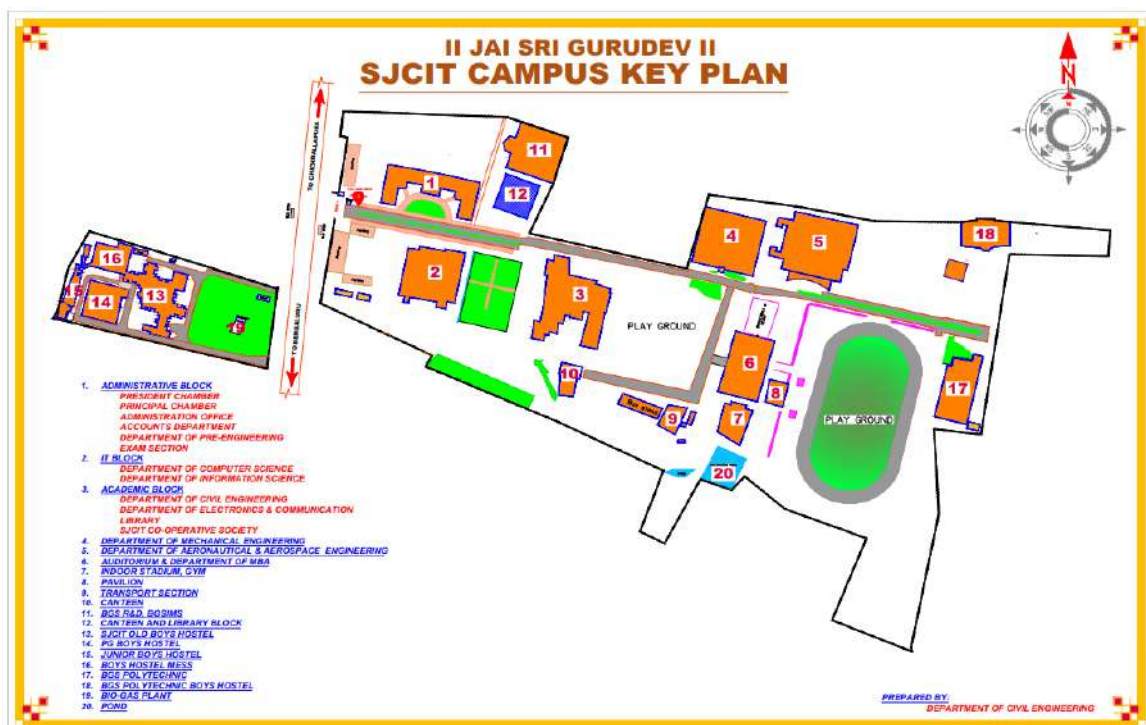 II JAI SRI GURUDEV II
SJCIT CAMPUS KEY PLAN
N
TO CHICKBALLAPURA
TO BENGALURU
1
2
3
4
5
6
7
8
9
10
11
12
13
14
15
16
17
18
19
20
PLAY GROUND
PLAY GROUND
1. ADMINISTRATIVE BLOCK
PRESIDENT CHAMBER
PRINCIPAL CHAMBER
ADMINISTRATION OFFICE
ACCOUNTS DEPARTMENT
DEPARTMENT OF PRE-ENGINEERING
EXAM SECTION
2. IT BLOCK
DEPARTMENT OF COMPUTER SCIENCE
DEPARTMENT OF INFORMATION SCIENCE
3. ACADEMIC BLOCK
DEPARTMENT OF CIVIL ENGINEERING
DEPARTMENT OF ELECTRONICS & COMMUNICATION
LIBRARY
SJCIT CO-OPERATIVE SOCIETY
4. DEPARTMENT OF MECHANICAL ENGINEERING
5. DEPARTMENT OF AERONAUTICAL & AEROSPACE ENGINEERING
6. AUDITORIUM & DEPARTMENT OF MBA
7. INDOOR STADIUM, GYM
8. PAVILION
9. TRANSPORT SECTION
10. CANTEEN
11. BGS R&D, BGSIMS
12. CANTEEN AND LIBRARY BLOCK
13. SJCIT OLD BOYS HOSTEL
14. PG BOYS HOSTEL
15. JUNIOR BOYS HOSTEL
16. BOYS HOSTEL MESS
17. BGS POLYTECHNIC
18. BGS POLYTECHNIC BOYS HOSTEL
19. BIO-GAS PLANT
20. POND
PREPARED BY:
DEPARTMENT OF CIVIL ENGINEERING